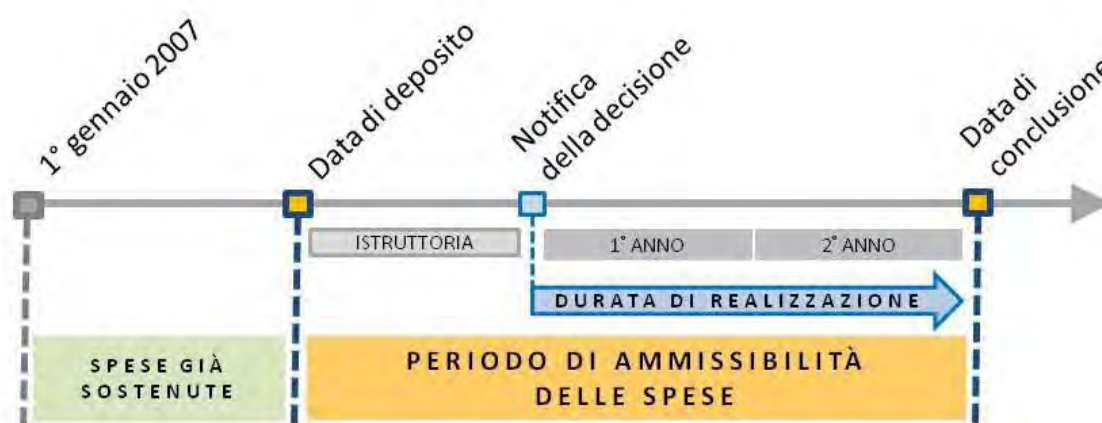 1° gennaio 2007
Data di deposito
Notifica
della decisione
Data di
conclusione
ISTRUTTORIA
1° ANNO
2° ANNO
DURATA DI REALIZZAZIONE
SPESE GIÀ
SOSTENUTE
PERIODO DI AMMISSIBILITÀ
DELLE SPESE